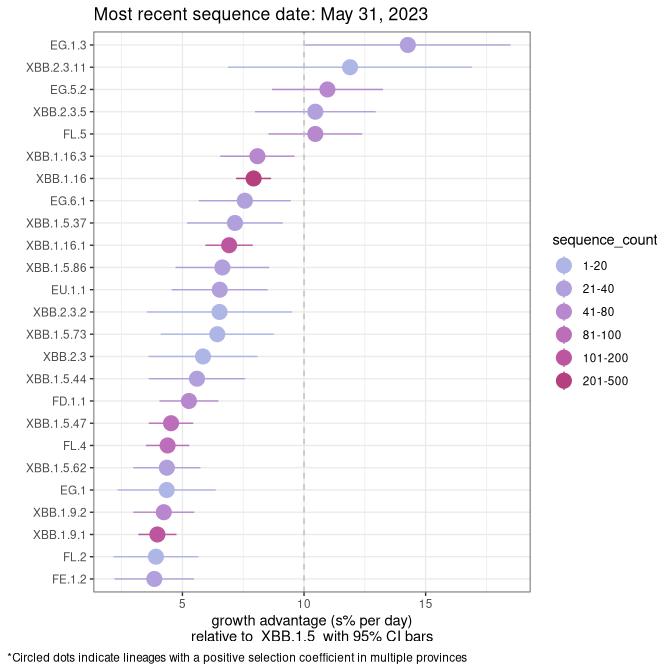 Most recent sequence date: May 31, 2023
EG.1.3
XBB.2.3.11
EG.5.2
XBB.2.3.5
FL.5
XBB.1.16.3
XBB.1.16
EG.6.1
XBB.1.5.37
XBB.1.16.1
XBB.1.5.86
EU.1.1
XBB.2.3.2
XBB.1.5.73
XBB.2.3
XBB.1.5.44
FD.1.1
XBB.1.5.47
FL.4
XBB.1.5.62
EG.1
XBB.1.9.2
XBB.1.9.1
FL.2
FE.1.2
5 10 15
growth advantage (s% per day)
relative to XBB.1.5 with 95% CI bars
sequence_count
1-20
21-40
41-80
81-100
101-200
201-500
*Circled dots indicate lineages with a positive selection coefficient in multiple provinces